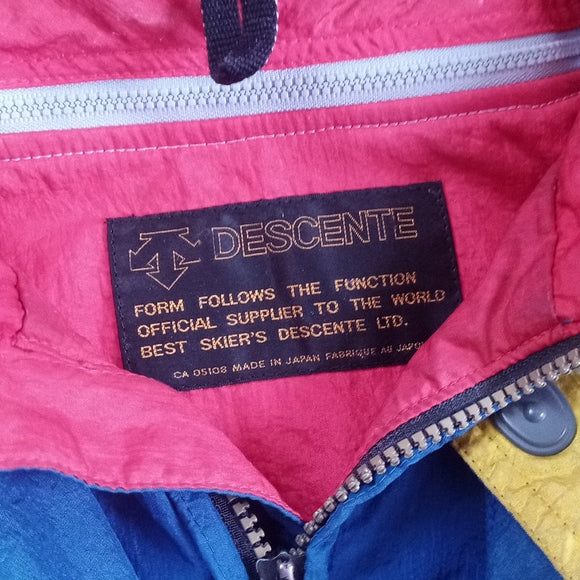 DESCENTE
FORM FOLLOWS THE FUNCTION
OFFICIAL SUPPLIER TO THE WORLD
BEST SKIER'S DESCENTE LTD.
CA 05108 MADE IN JAPAN FABRIQUE AU JAPO